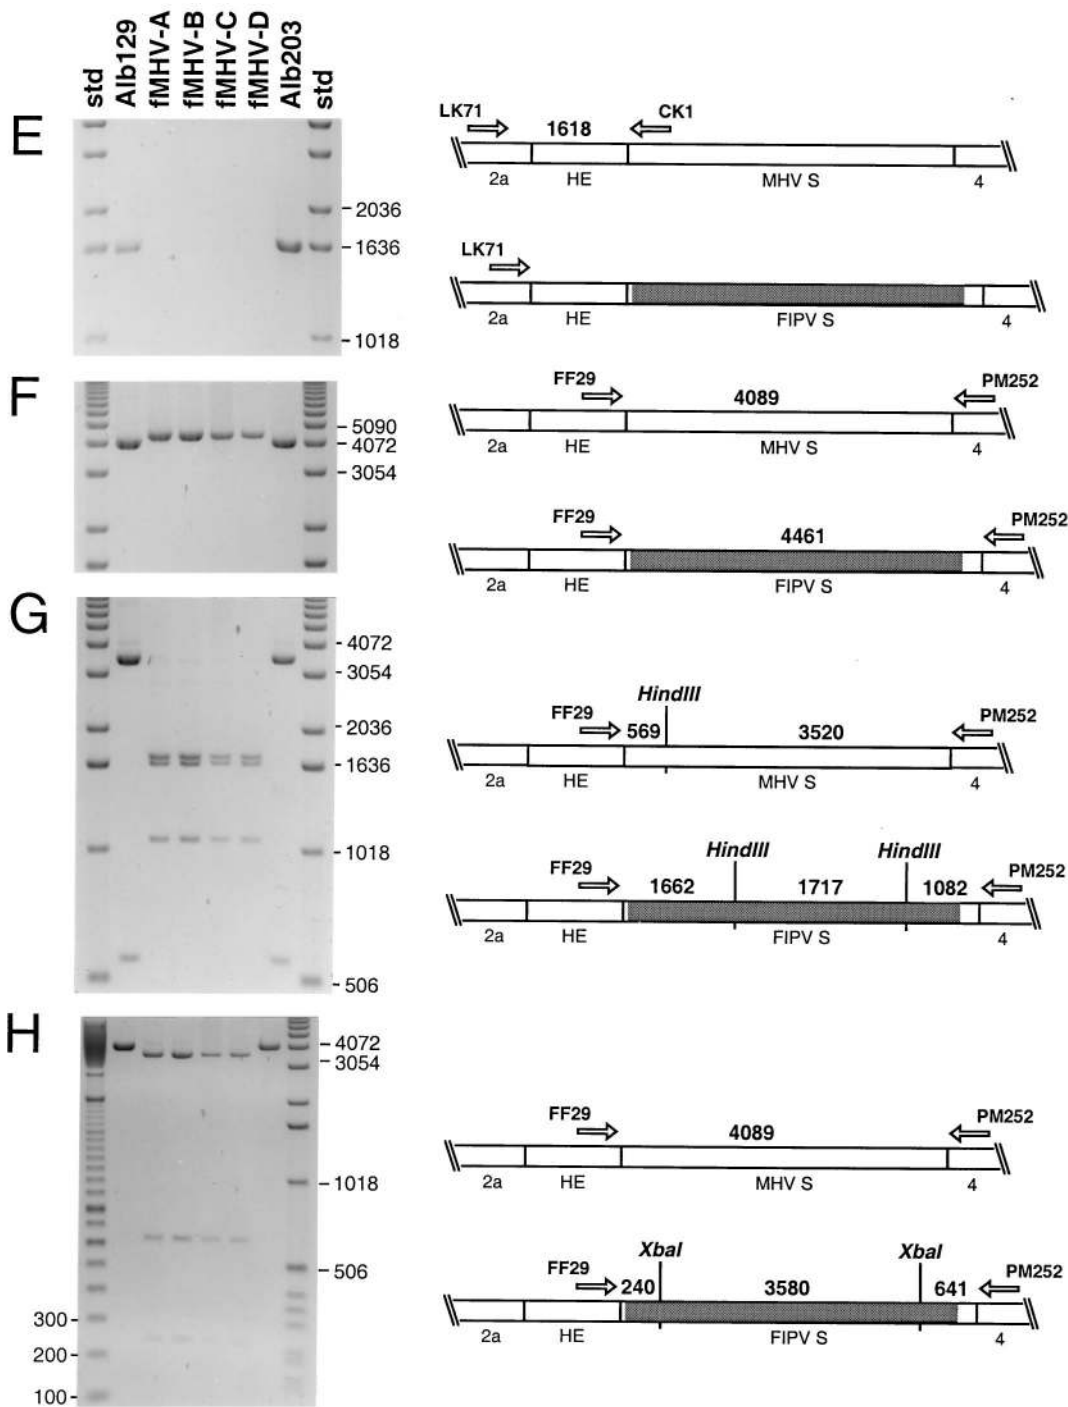 std
Alb129
fMHV-A
fMHV-B
fMHV-C
fMHV-D
Alb203
std
E
2036
1636
1018
LK71
1618
CK1
2a
HE
MHV S
4
LK71
2a
HE
FIPV S
4
F
5090
4072
3054
FF29
4089
PM252
2a
HE
MHV S
4
FF29
4461
PM252
2a
HE
FIPV S
4
G
4072
3054
2036
1636
1018
506
HindIII
FF29
569
3520
PM252
2a
HE
MHV S
4
HindIII
HindIII
FF29
1662
1717
1082
PM252
2a
HE
FIPV S
4
H
4072
3054
1018
506
300
200
100
FF29
4089
PM252
2a
HE
MHV S
4
XbaI
XbaI
FF29
240
3580
641
PM252
2a
HE
FIPV S
4